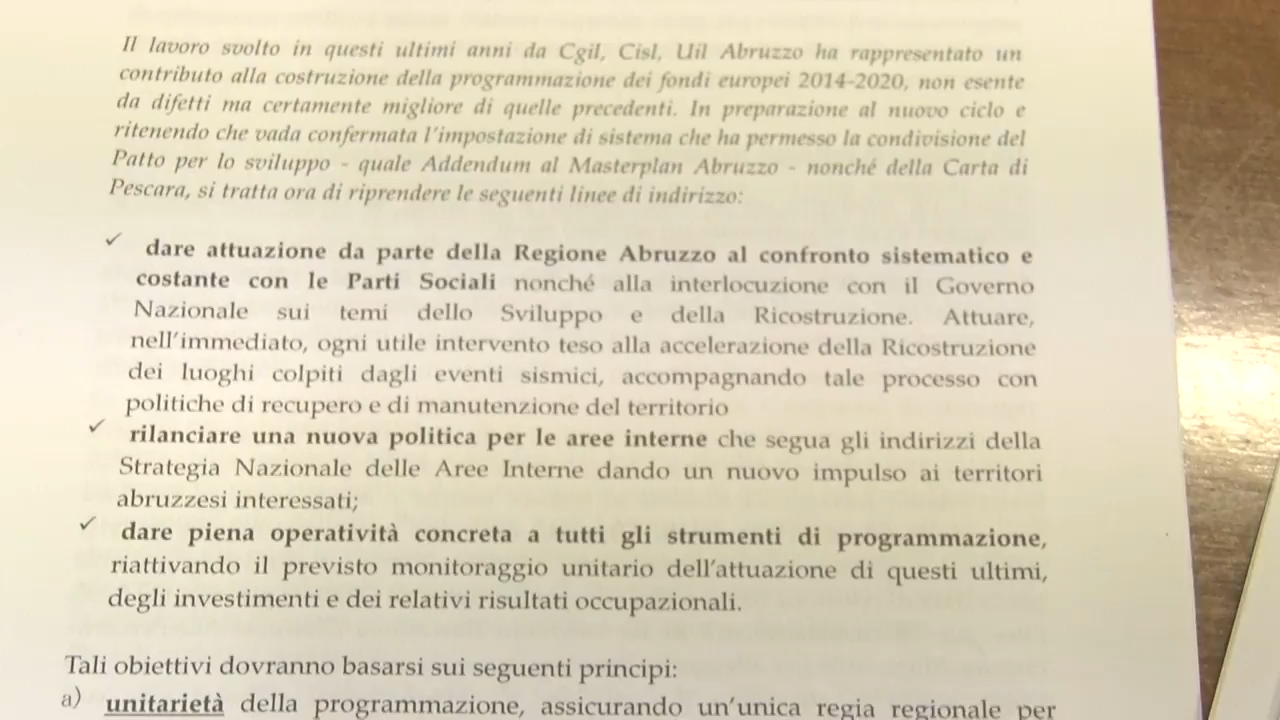 Il lavoro svolto in questi ultimi anni da Cgil, Cisl, Uil Abruzzo ha rappresentato un
contributo alla costruzione della programmazione dei fondi europei 2014-2020, non esente
da difetti ma certamente migliore di quelle precedenti. In preparazione al nuovo ciclo e
ritenendo che vada confermata l'impostazione di sistema che ha permesso la condivisione del
Patto per lo sviluppo - quale Addendum al Masterplan Abruzzo - nonché della Carta di
Pescara, si tratta ora di riprendere le seguenti linee di indirizzo:
✓ dare attuazione da parte della Regione Abruzzo al confronto sistematico e
costante con le Parti Sociali nonché alla interlocuzione con il Governo
Nazionale sui temi dello Sviluppo e della Ricostruzione. Attuare,
nell'immediato, ogni utile intervento teso alla accelerazione della Ricostruzione
dei luoghi colpiti dagli eventi sismici, accompagnando tale processo con
politiche di recupero e di manutenzione del territorio
✓ rilanciare una nuova politica per le aree interne che segua gli indirizzi della
Strategia Nazionale delle Aree Interne dando un nuovo impulso ai territori
abruzzesi interessati;
✓ dare piena operatività concreta a tutti gli strumenti di programmazione,
riattivando il previsto monitoraggio unitario dell'attuazione di questi ultimi,
degli investimenti e dei relativi risultati occupazionali.
Tali obiettivi dovranno basarsi sui seguenti principi:
a) unitarietà della programmazione, assicurando un'unica regia regionale per